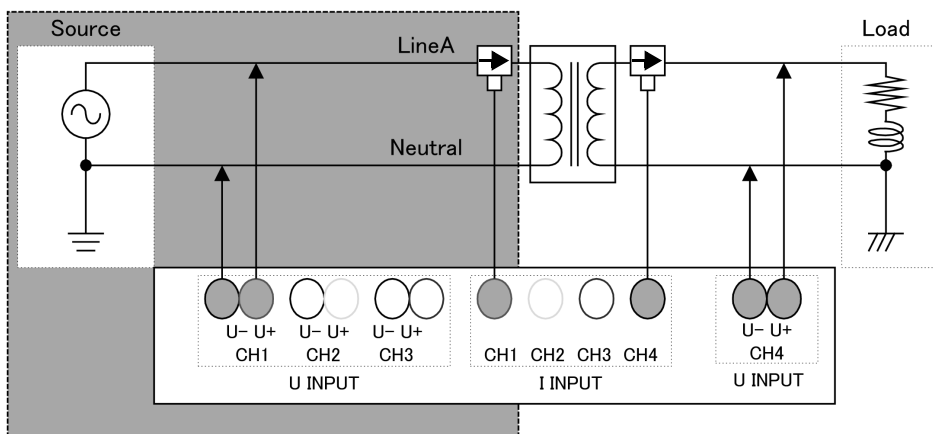 Source
Load
LineA
Neutral
U- U+
U- U+
U- U+
CH1
CH2
CH3
U INPUT
CH1
CH2
CH3
CH4
I INPUT
U- U+
CH4
U INPUT